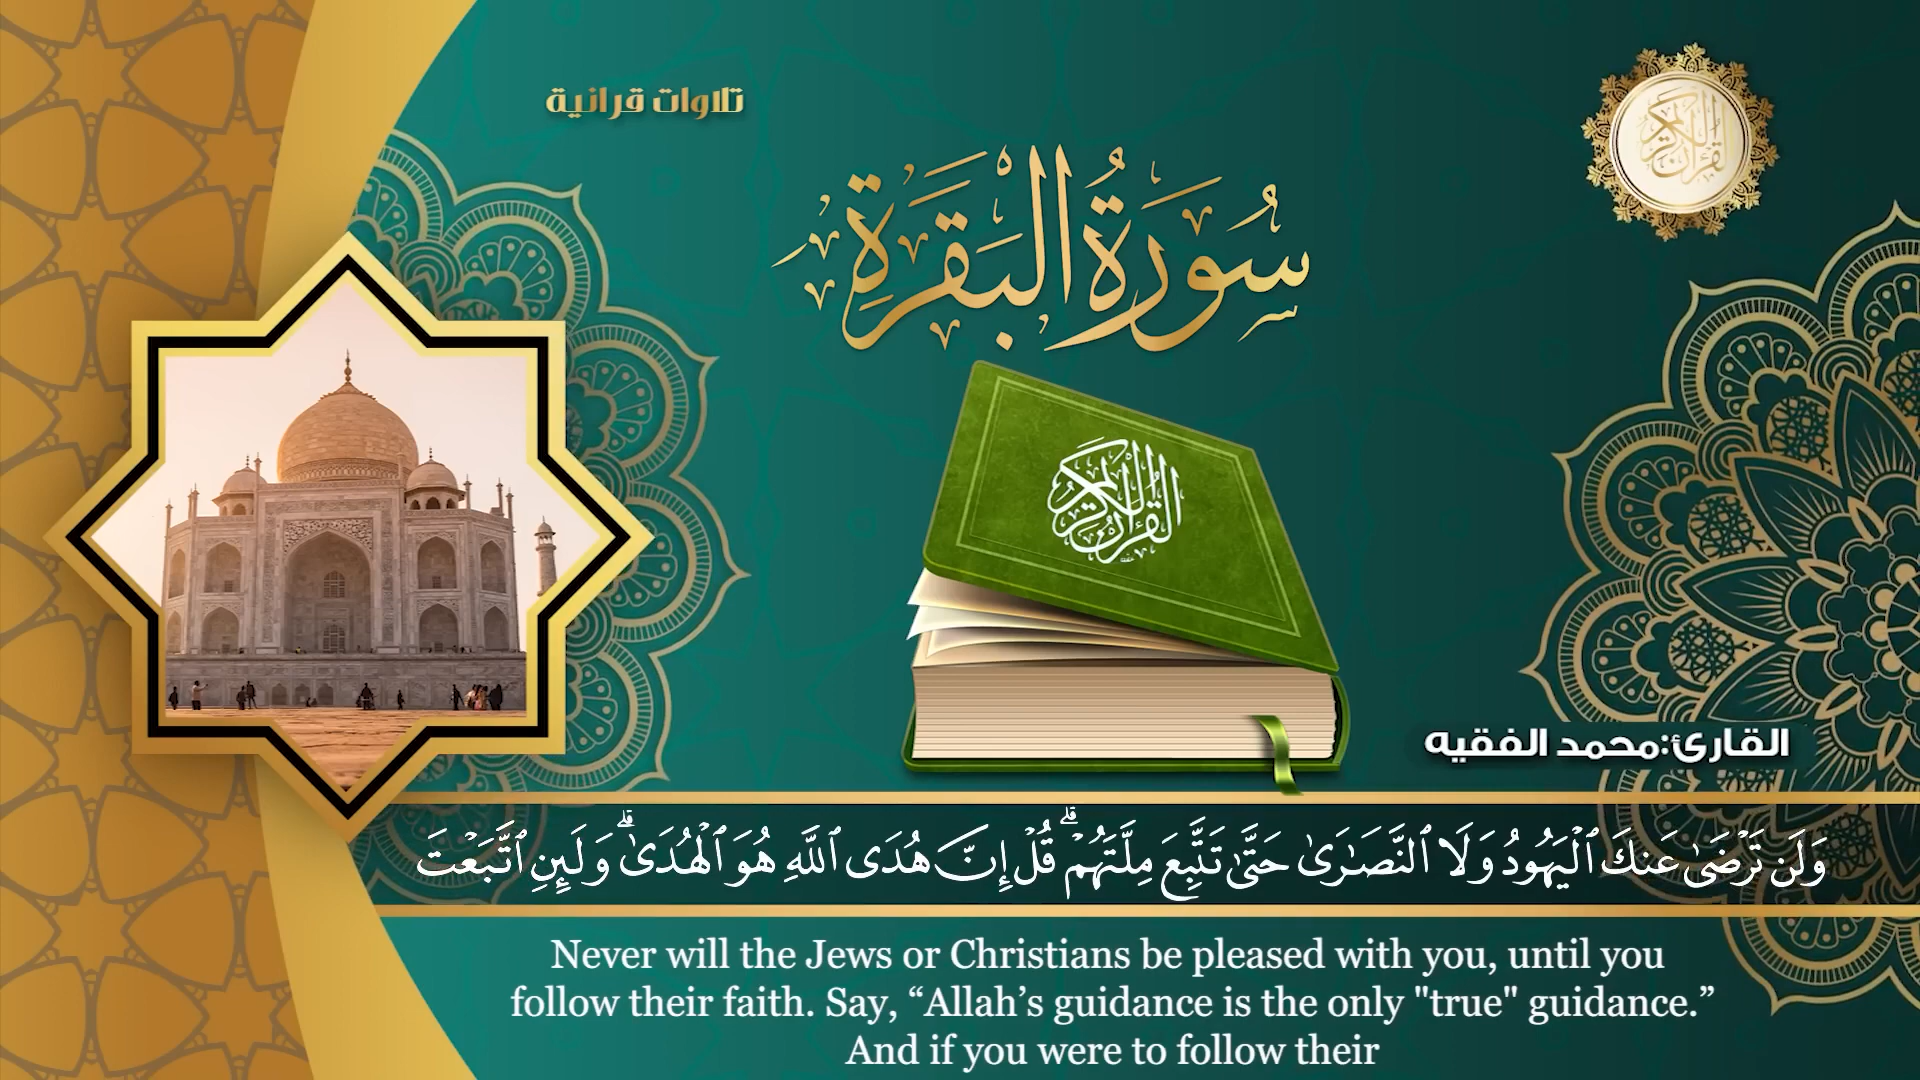 تلاوات قرانية
القرآن الكريم
سُورَةُ البَقَرَةِ
القرآن الكريم
القارئ:محمد الفقيه
وَلَن تَرْضَىٰ عَنكَ ٱلْيَهُودُ وَلَا ٱلنَّصَـٰرَىٰ حَتَّىٰ تَتَّبِعَ مِلَّتَهُمْ ۗ قُلْ إِنَّ هُدَى ٱللَّهِ هُوَ ٱلْهُدَىٰ ۗ وَلَئِنِ ٱتَّبَعْتَ
Never will the Jews or Christians be pleased with you, until you
follow their faith. Say, “Allah’s guidance is the only "true" guidance.”
And if you were to follow their